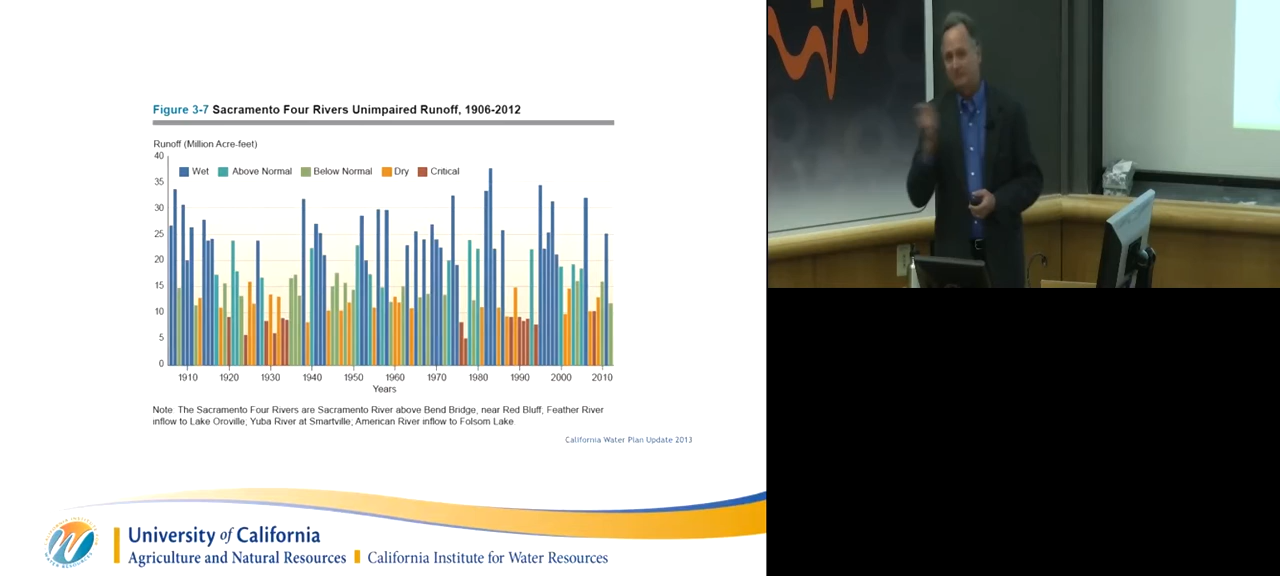 Figure 3-7 Sacramento Four Rivers Unimpaired Runoff, 1906-2012
Runoff (Million Acre-feet)
40
Wet Above Normal Below Normal Dry Critical
35
30
25
20
15
10
5
0
1910 1920 1930 1940 1950 1960 1970 1980 1990 2000 2010
Years
Note The Sacramento Four Rivers are Sacramento River above Bend Bridge, near Red Bluff, Feather River
inflow to Lake Oroville; Yuba River at Smartville; American River inflow to Folsom Lake
California Water Plan Update 2013
University of California
Agriculture and Natural Resources California Institute for Water Resources